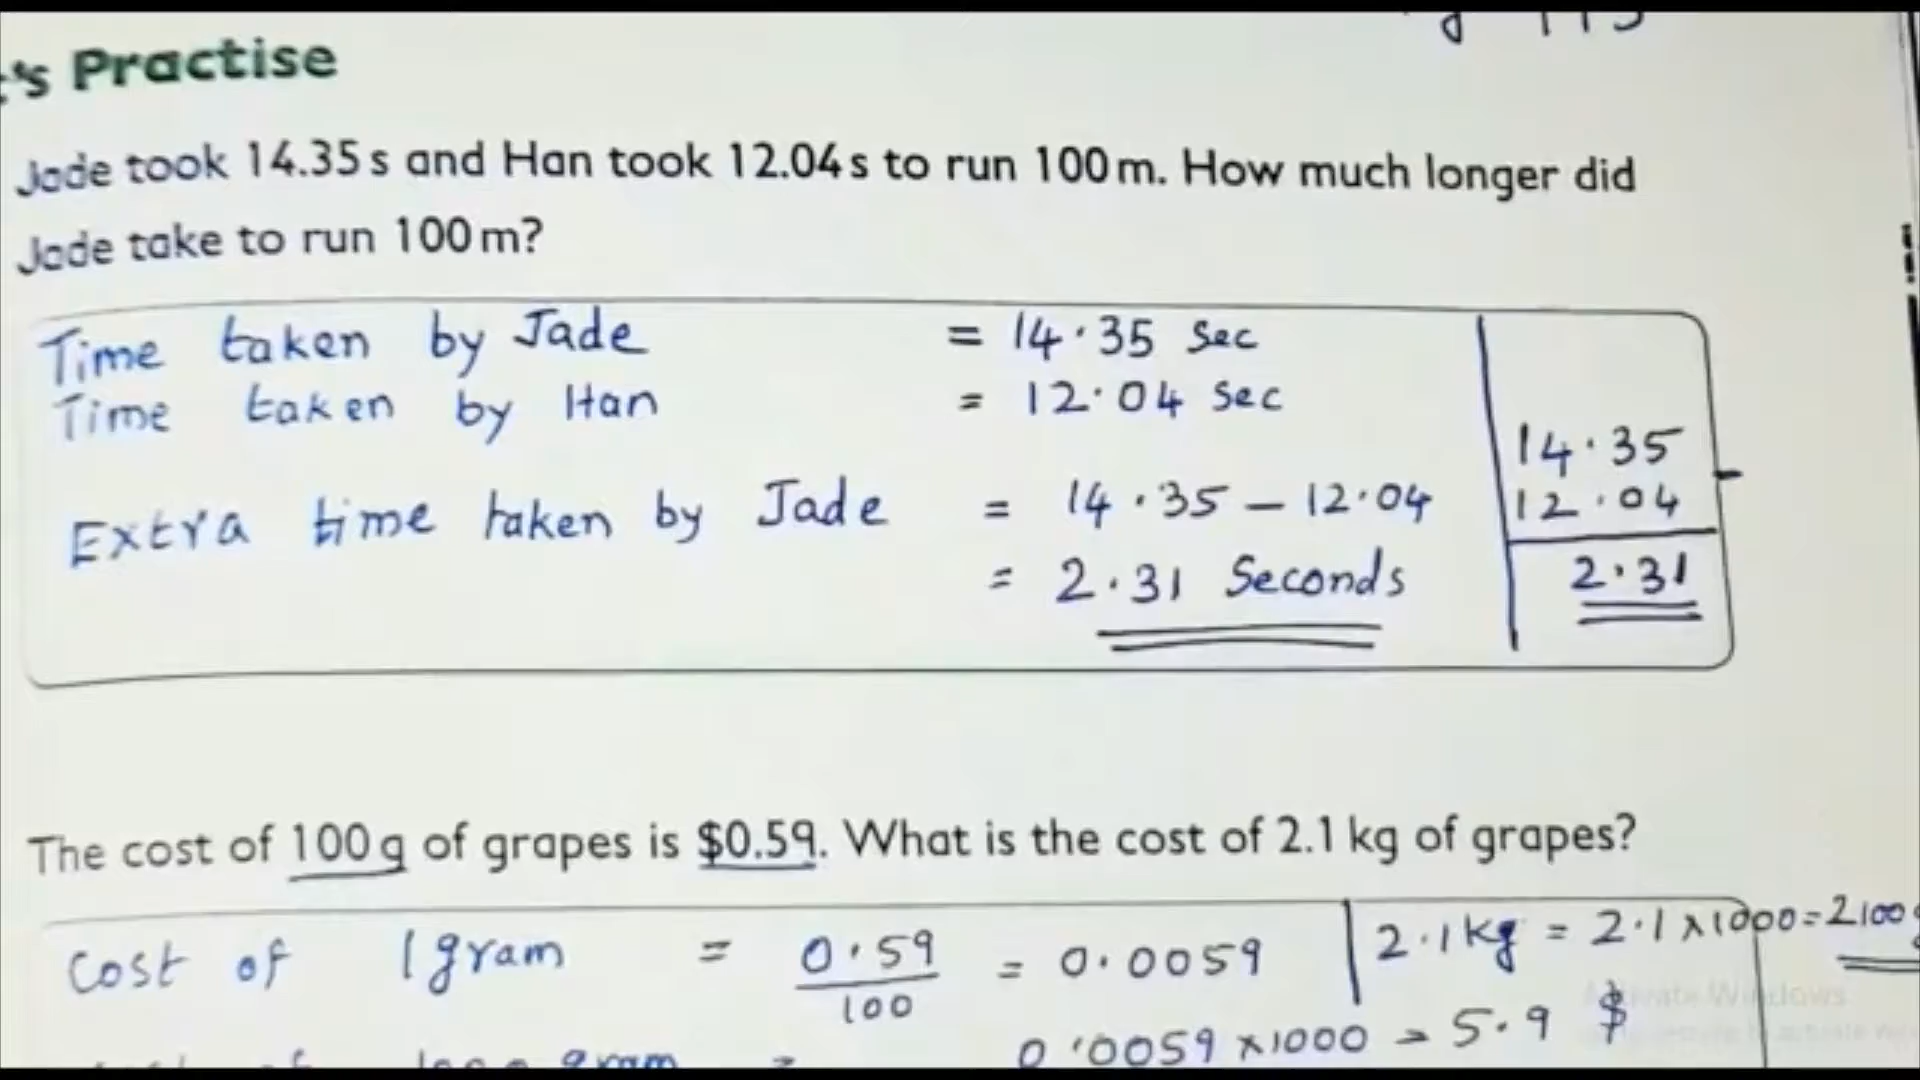 's Practise
Jade took 14.35 s and Han took 12.04 s to run 100 m. How much longer did
Jade take to run 100 m?
Time taken by Jade = 14.35 sec
Time taken by Han = 12.04 sec
14.35 -
Extra time taken by Jade = 14.35 - 12.04
12.04
= 2.31 Seconds
2.31
The cost of 100 g of grapes is $0.59. What is the cost of 2.1 kg of grapes?
Cost of 1 gram = 0.59 / 100 = 0.0059
2.1 kg = 2.1 x 1000 = 2100
0.0059 x 1000 = 5.9 $
Activate Windows